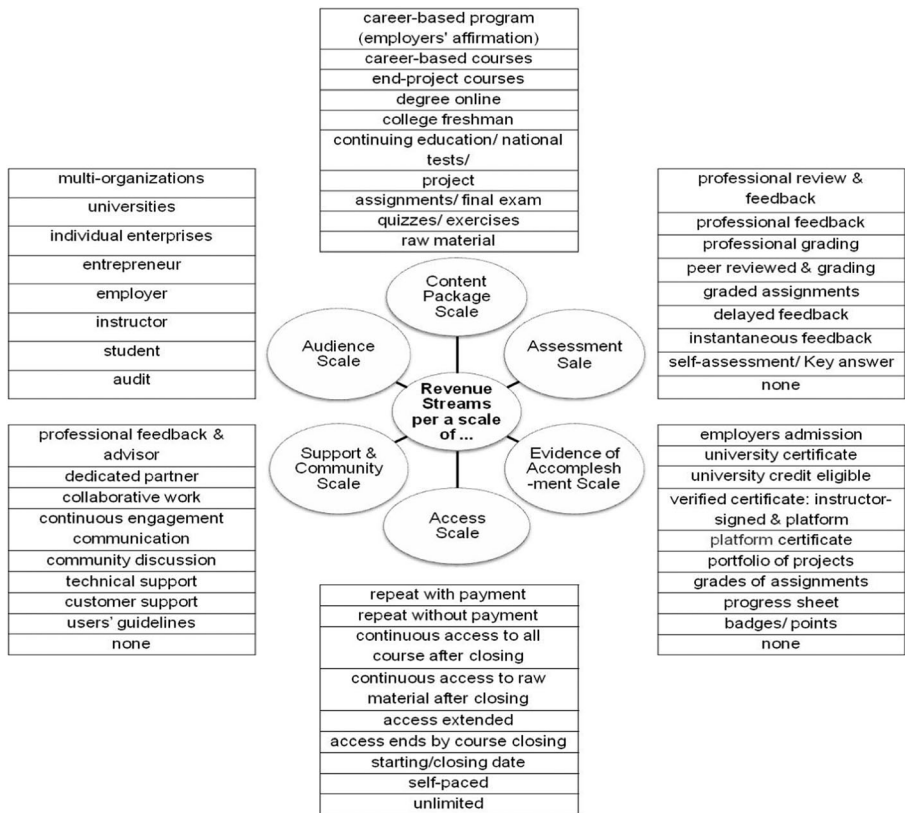 career-based program
(employers' affirmation)
career-based courses
end-project courses
degree online
college freshman
continuing education/ national
tests/
project
assignments/ final exam
quizzes/ exercises
raw material
multi-organizations
universities
individual enterprises
entrepreneur
employer
instructor
student
audit
professional review &
feedback
professional feedback
professional grading
peer reviewed & grading
graded assignments
delayed feedback
instantaneous feedback
self-assessment/ Key answer
none
Content
Package
Scale
Audience
Scale
Assessment
Sale
Revenue
Streams
per a scale
of ...
Support &
Community
Scale
Evidence of
Accomplesh
-ment Scale
Access
Scale
professional feedback &
advisor
dedicated partner
collaborative work
continuous engagement
communication
community discussion
technical support
customer support
users' guidelines
none
employers admission
university certificate
university credit eligible
verified certificate: instructor-
signed & platform
platform certificate
portfolio of projects
grades of assignments
progress sheet
badges/ points
none
repeat with payment
repeat without payment
continuous access to all
course after closing
continuous access to raw
material after closing
access extended
access ends by course closing
starting/closing date
self-paced
unlimited